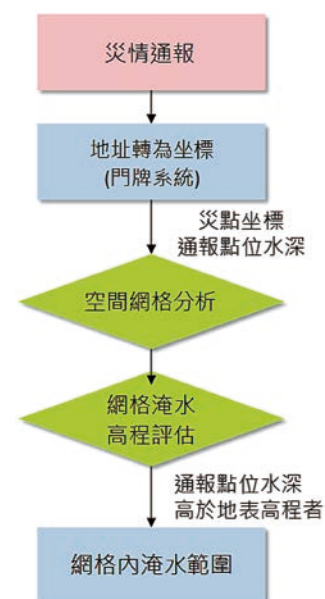 災情通報
地址轉為坐標
(門牌系統)
災點坐標
通報點位水深
空間網格分析
網格淹水
高程評估
通報點位水深
高於地表高程者
網格內淹水範圍